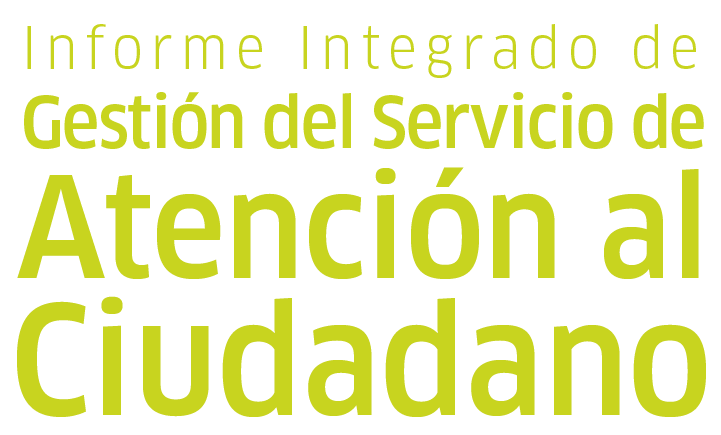 Informe Integrado de
Gestión del Servicio de
Atención al
Ciudadano